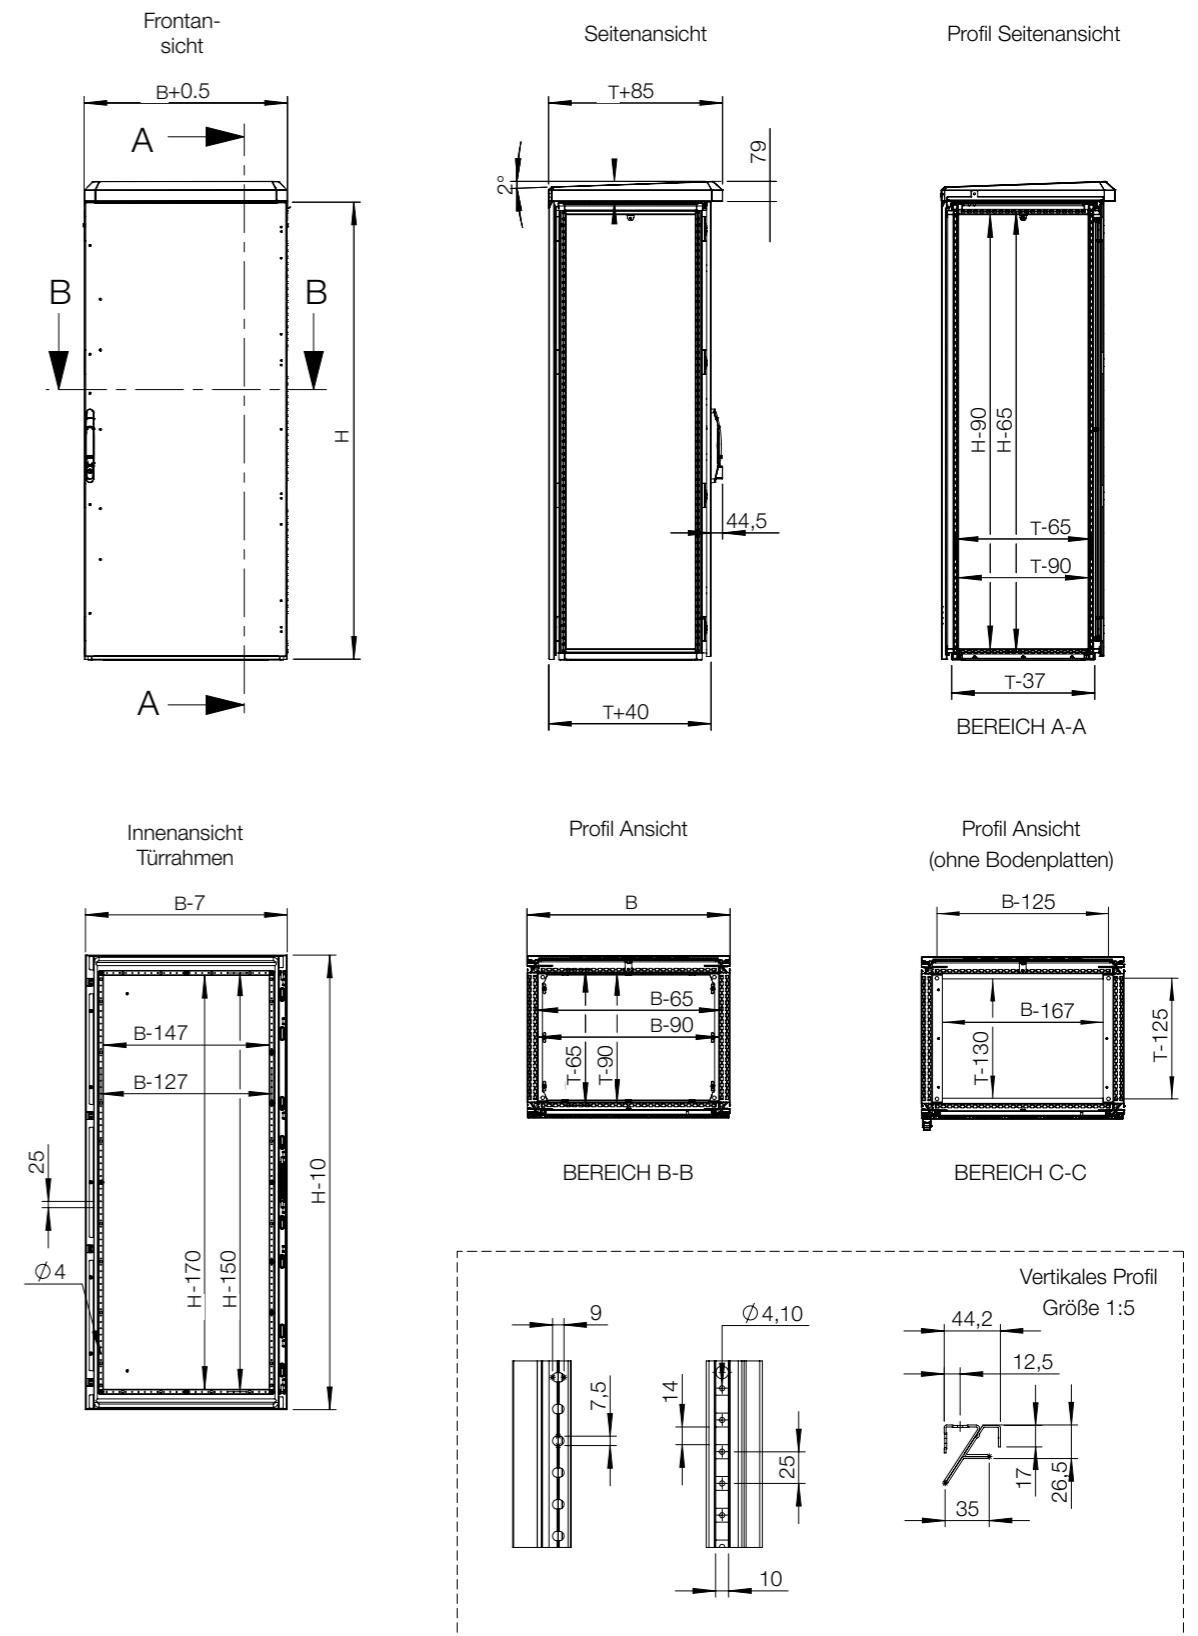 Frontan-
sicht
B+0.5
A
B
B
H
A
Seitenansicht
T+85
2°
79
44,5
T+40
Profil Seitenansicht
H-90
H-65
T-65
T-90
T-37
BEREICH A-A
Innenansicht
Türrahmen
B-7
B-147
B-127
25
Ø4
H-170
H-150
H-10
Profil Ansicht
B
B-65
B-90
T-65
T-90
BEREICH B-B
Profil Ansicht
(ohne Bodenplatten)
B-125
B-167
T-130
T-125
BEREICH C-C
Vertikales Profil
Größe 1:5
9
7,5
Ø4,10
14
25
10
44,2
12,5
17
26,5
35